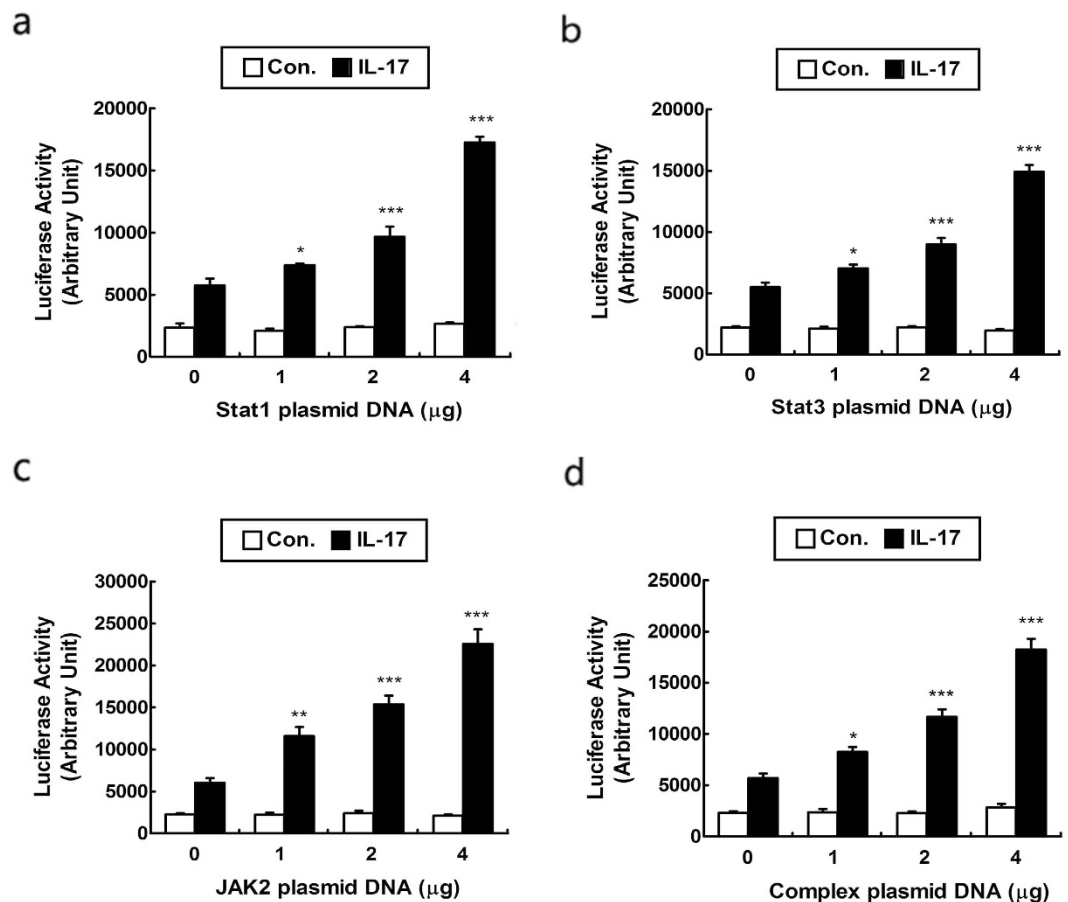 a
Con. IL-17
Luciferase Activity
(Arbitrary Unit)
20000
15000
10000
5000
0
*
***
***
0 1 2 4
Stat1 plasmid DNA (μg)
b
Con. IL-17
Luciferase Activity
(Arbitrary Unit)
20000
15000
10000
5000
0
*
***
***
0 1 2 4
Stat3 plasmid DNA (μg)
c
Con. IL-17
Luciferase Activity
(Arbitrary Unit)
30000
25000
20000
15000
10000
5000
0
**
***
***
0 1 2 4
JAK2 plasmid DNA (μg)
d
Con. IL-17
Luciferase Activity
(Arbitrary Unit)
25000
20000
15000
10000
5000
0
*
***
***
0 1 2 4
Complex plasmid DNA (μg)